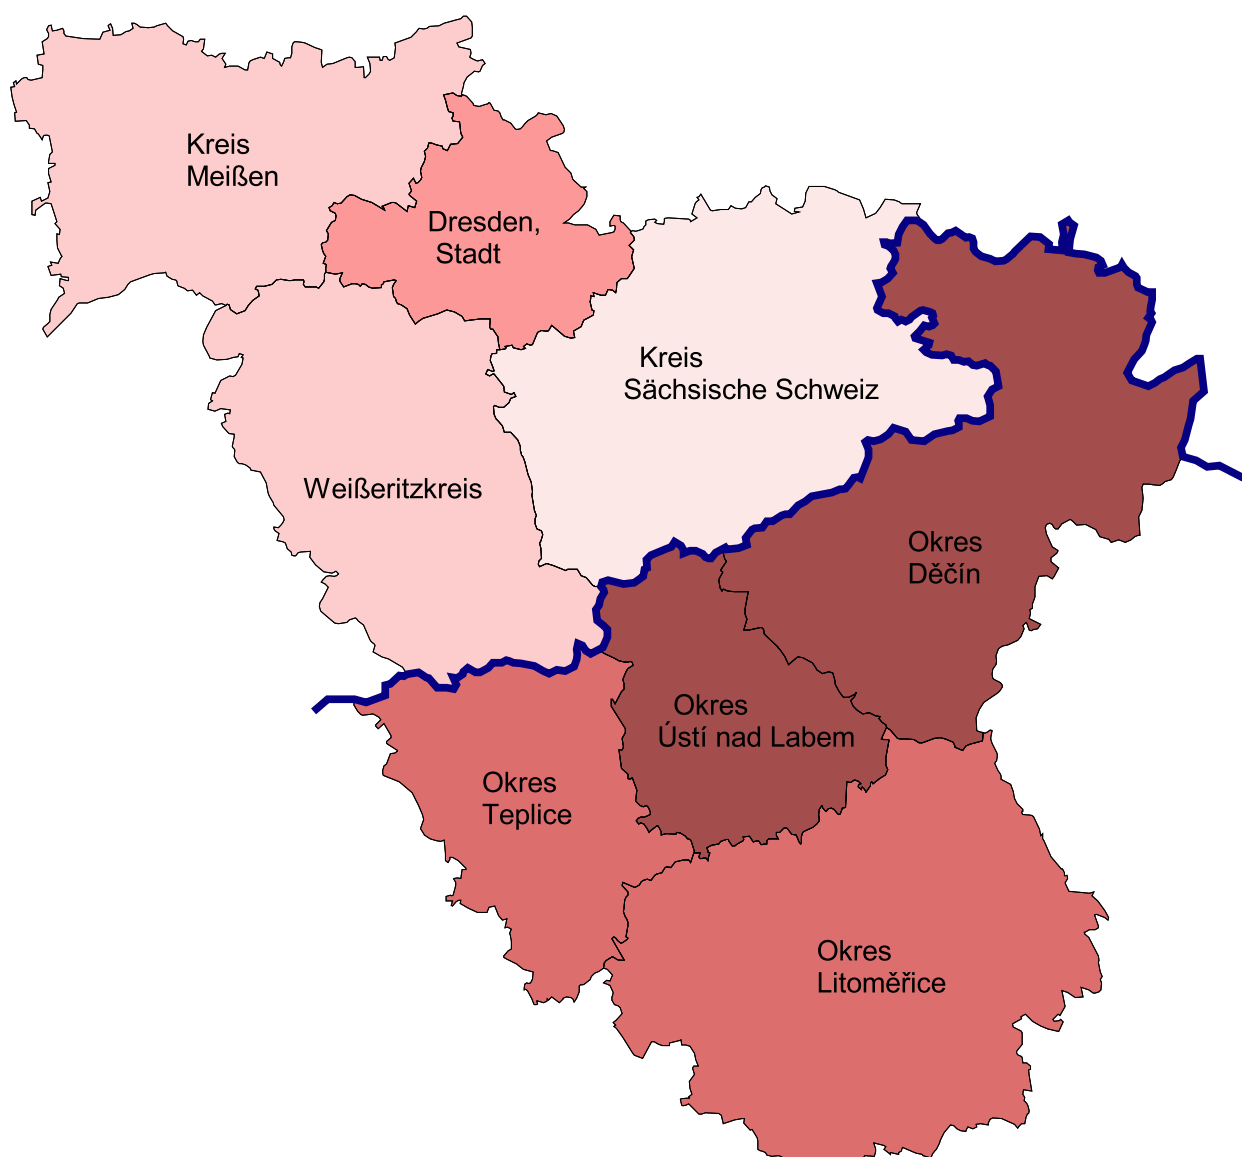 Kreis
Meißen
Dresden,
Stadt
Kreis
Sächsische Schweiz
Weißeritzkreis
Okres
Děčín
Okres
Ústí nad Labem
Okres
Teplice
Okres
Litoměřice